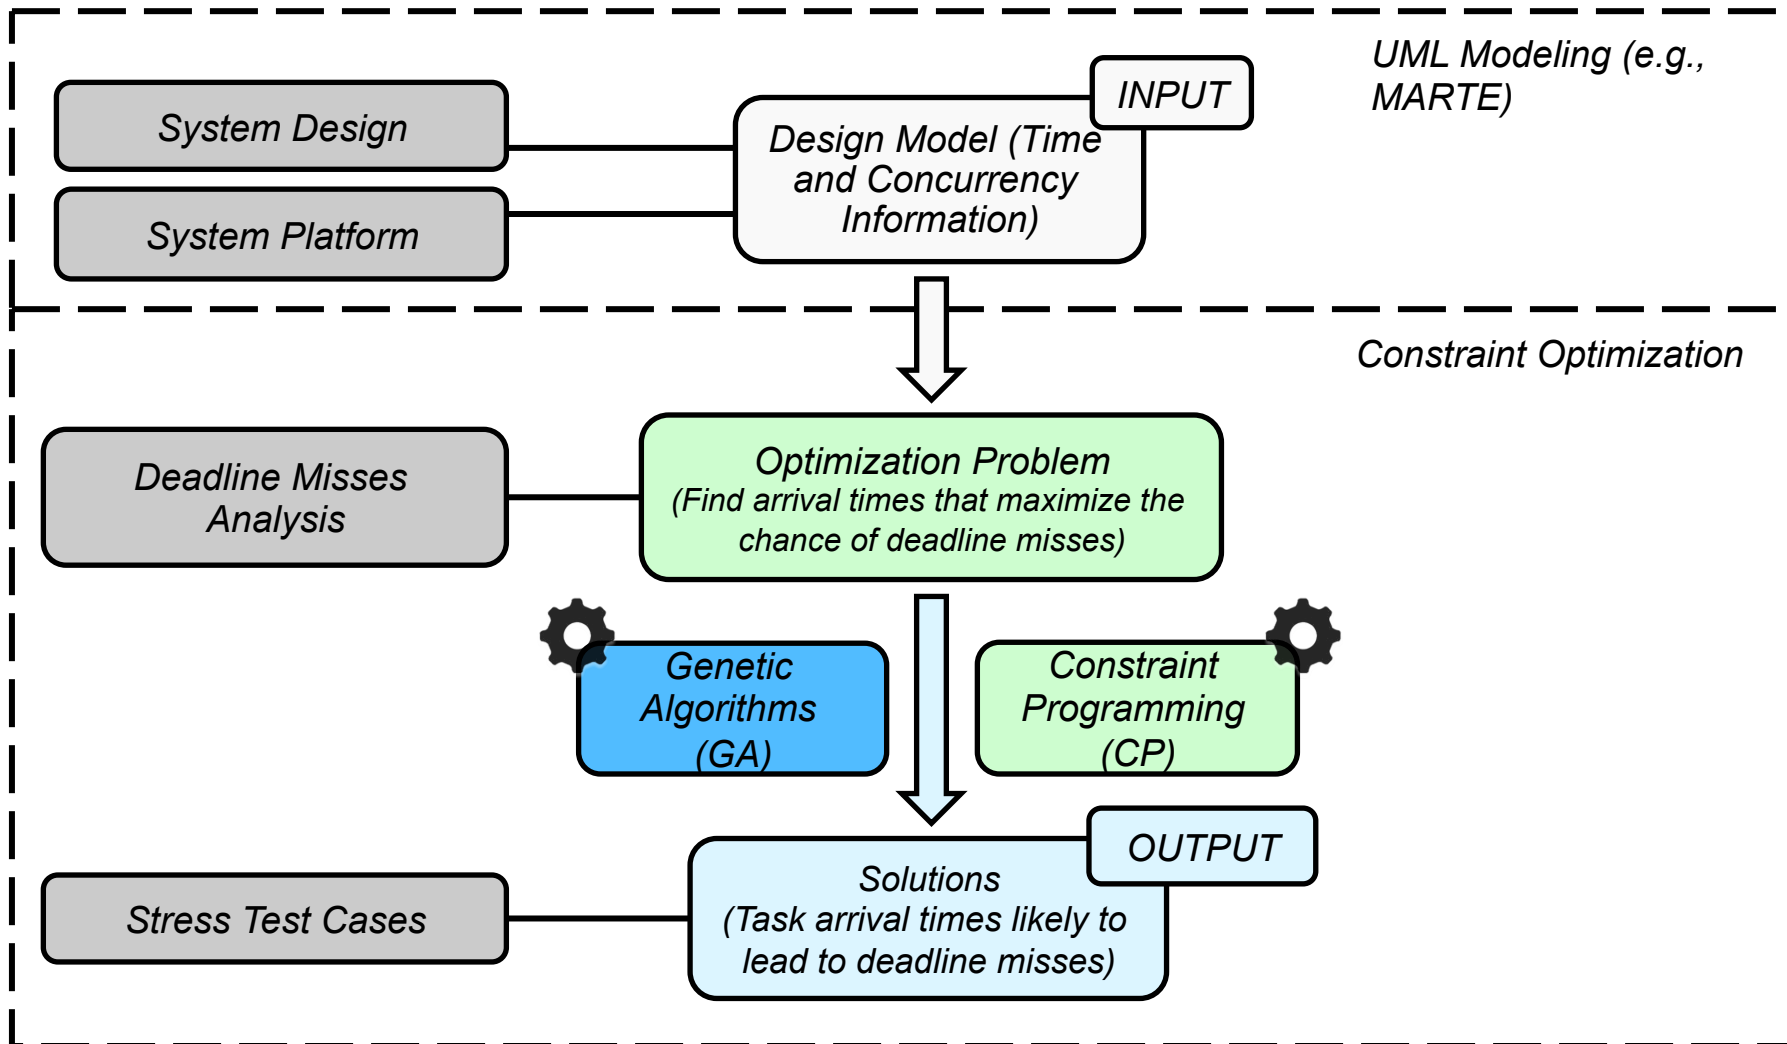 UML Modeling (e.g.,
MARTE)
INPUT
System Design
Design Model (Time
and Concurrency
Information)
System Platform
Constraint Optimization
Deadline Misses
Analysis
Optimization Problem
(Find arrival times that maximize the
chance of deadline misses)
Genetic
Algorithms
(GA)
Constraint
Programming
(CP)
OUTPUT
Stress Test Cases
Solutions
(Task arrival times likely to
lead to deadline misses)